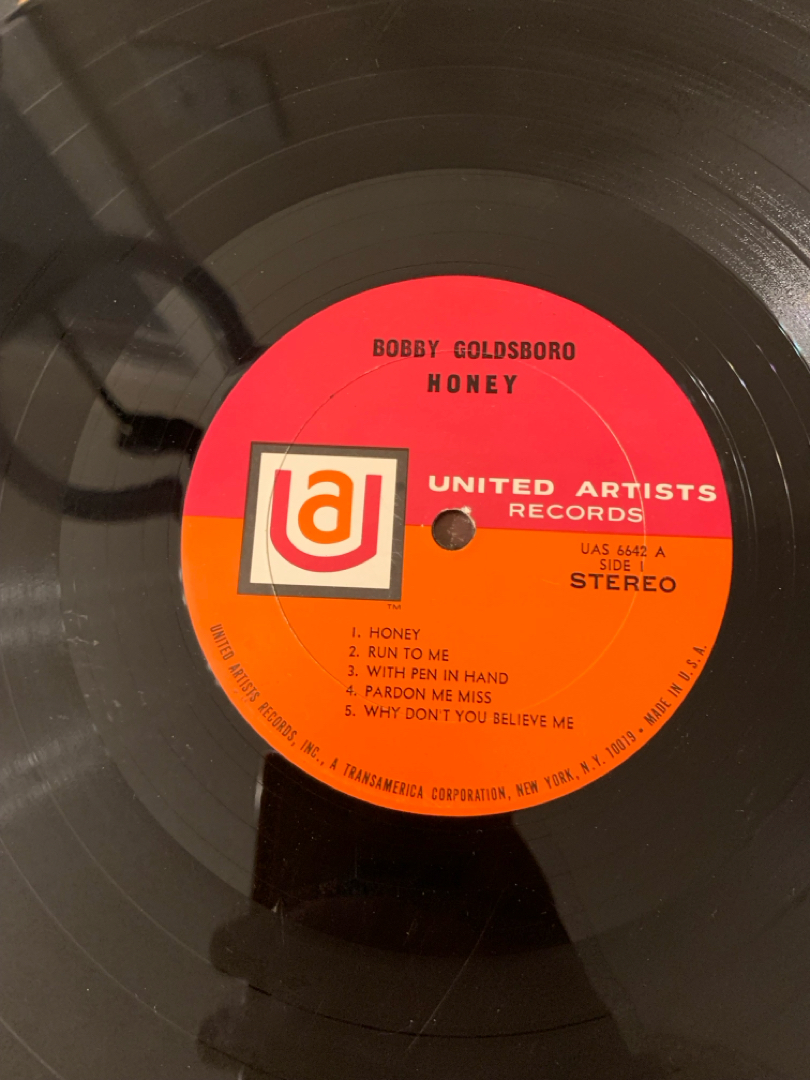 BOBBY GOLDSBORO
HONEY
ua
UNITED ARTISTS
RECORDS
UAS 6642 A
SIDE 1
STEREO
TM
1. HONEY
2. RUN TO ME
3. WITH PEN IN HAND
4. PARDON ME MISS
5. WHY DON'T YOU BELIEVE ME
UNITED ARTISTS RECORDS, INC., A TRANSAMERICA CORPORATION, NEW YORK, N.Y. 10019 • MADE IN U.S.A.